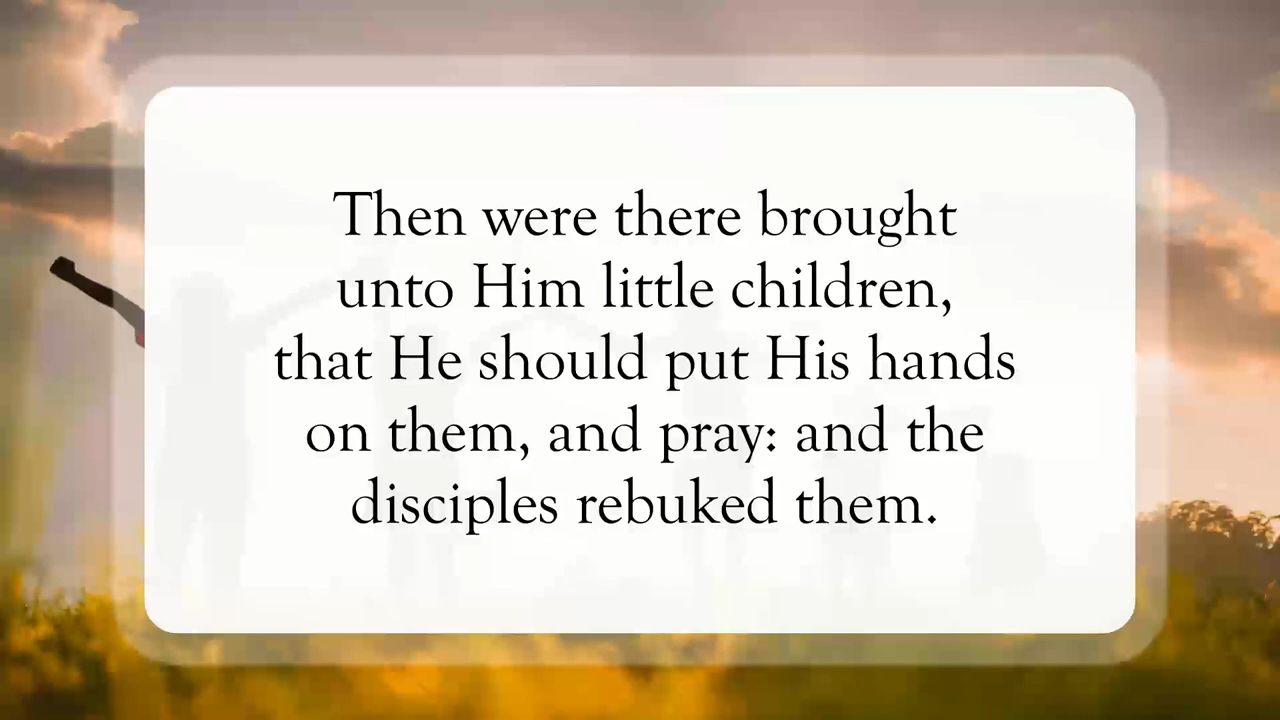 Then were there brought
unto Him little children,
that He should put His hands
on them, and pray: and the
disciples rebuked them.